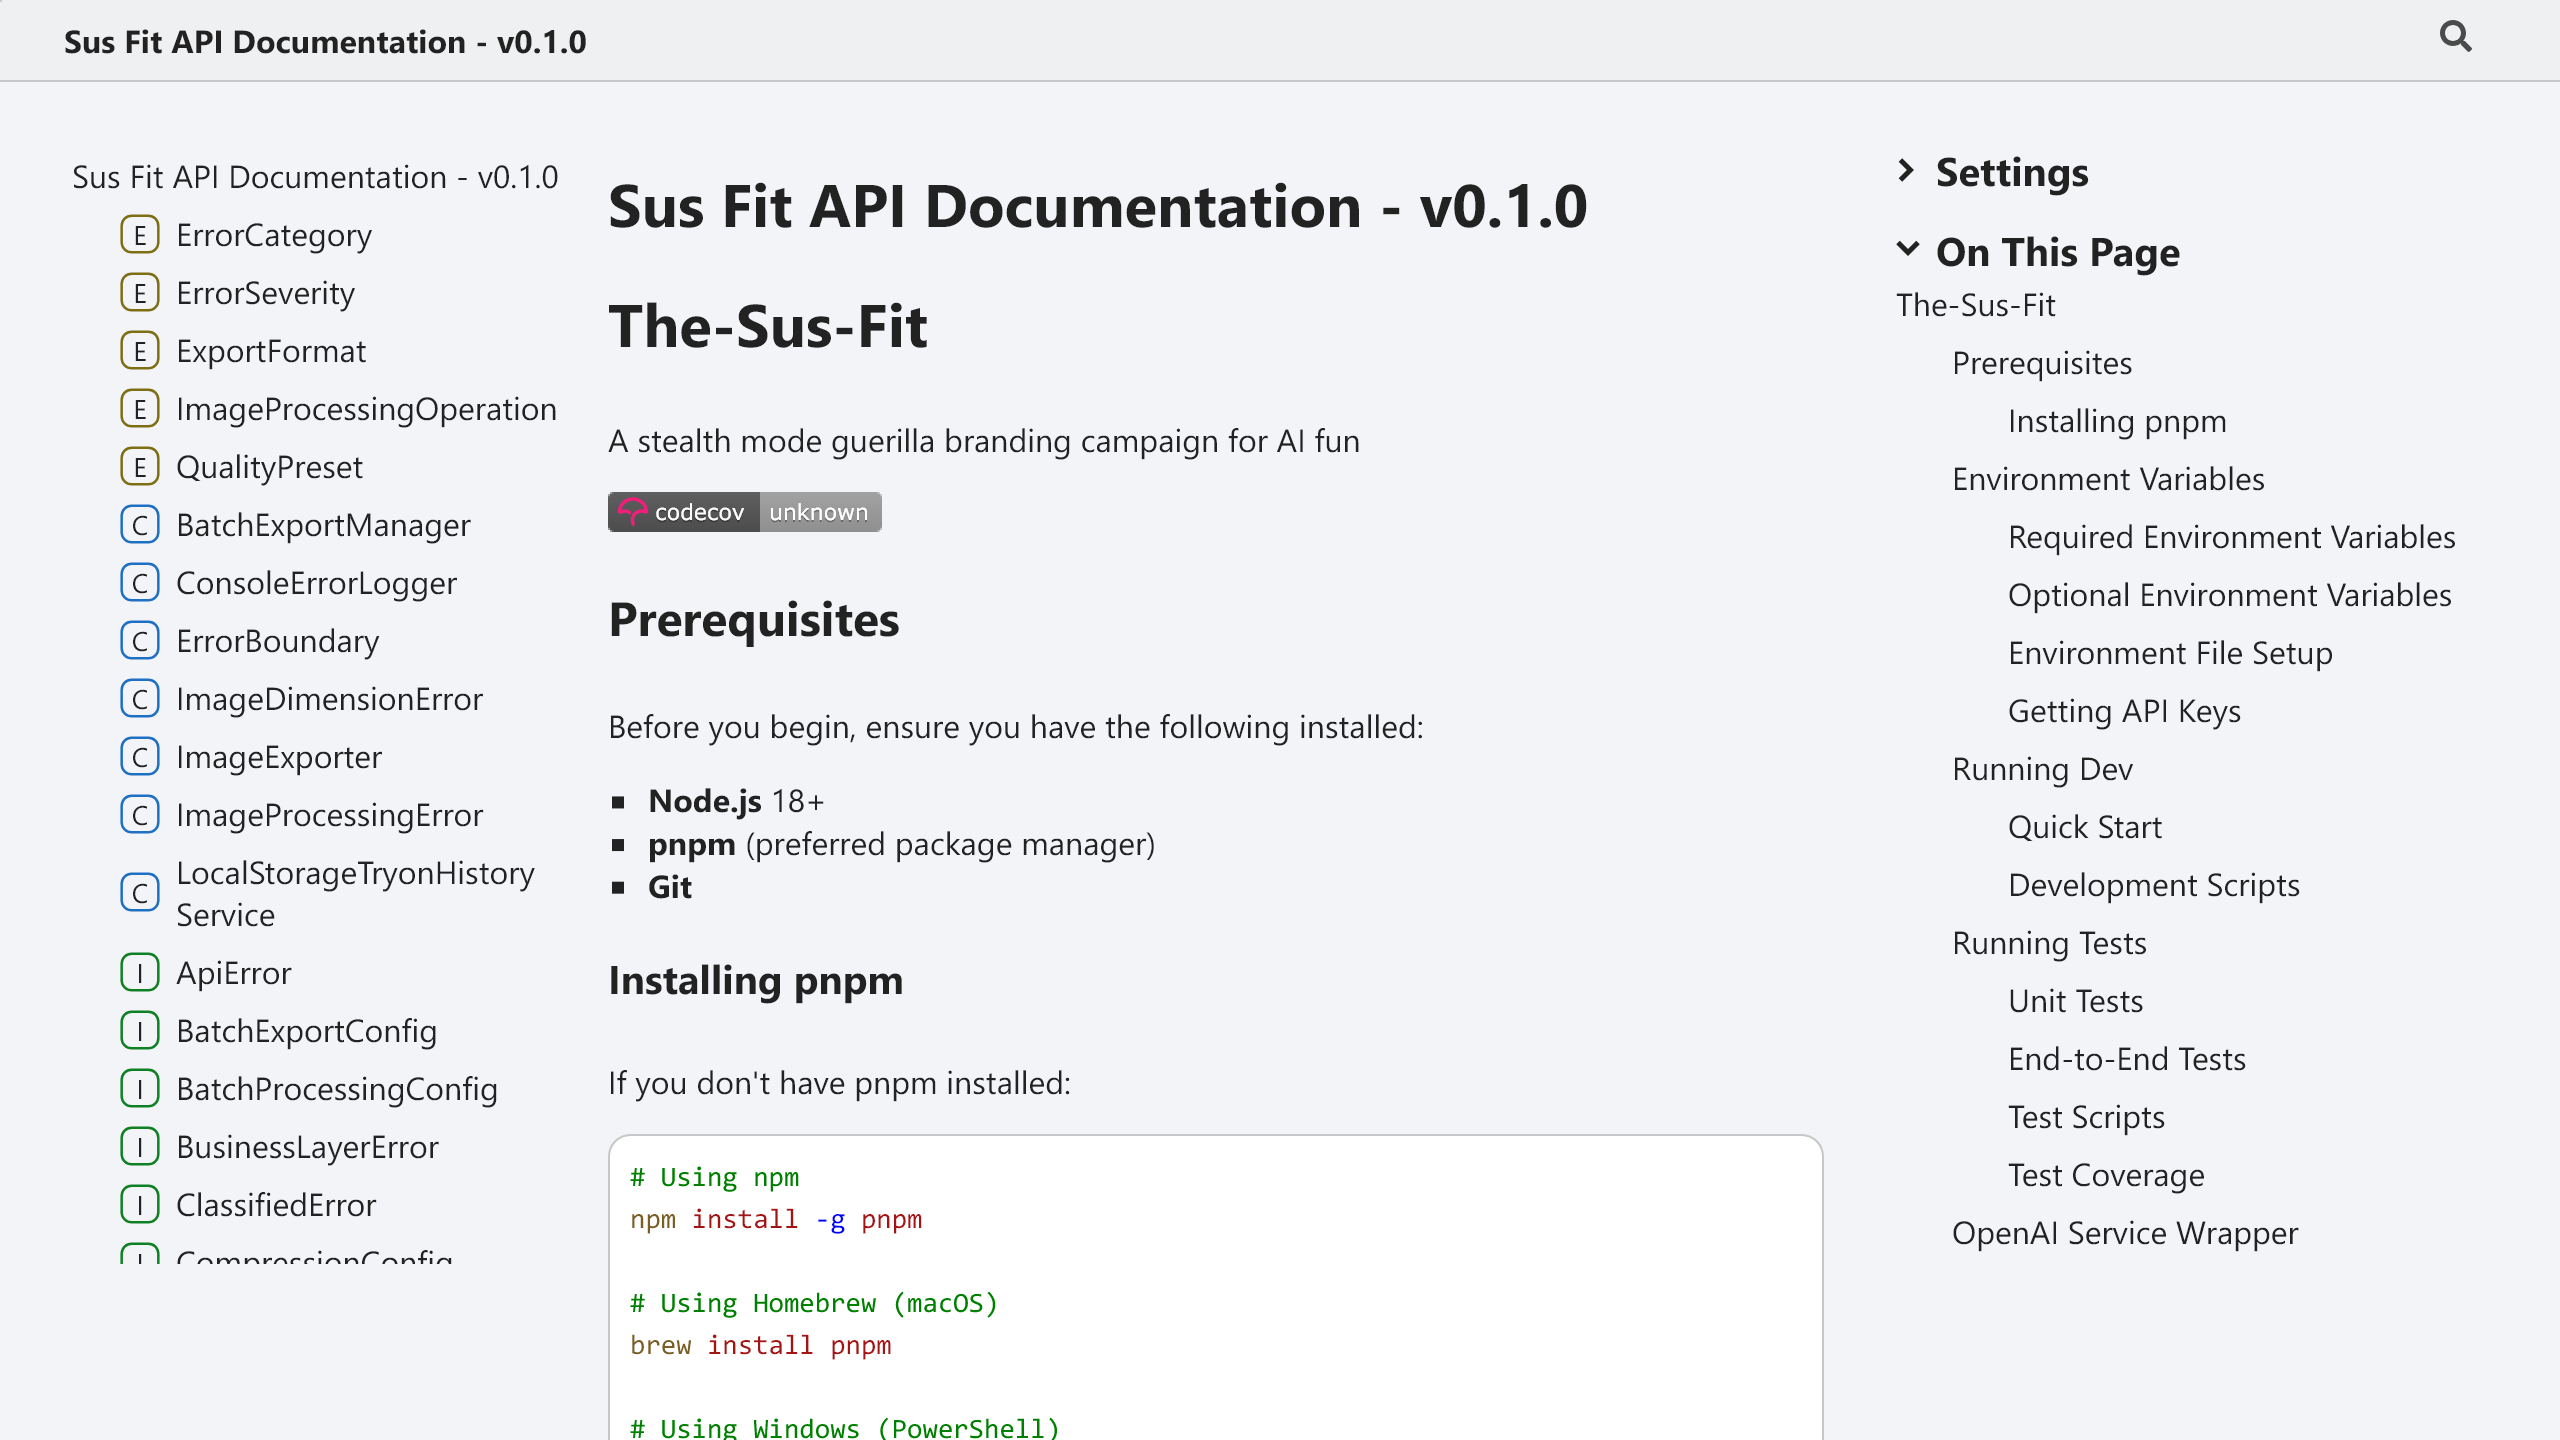 Sus Fit API Documentation - v0.1.0
Sus Fit API Documentation - v0.1.0
E ErrorCategory
E ErrorSeverity
E ExportFormat
E ImageProcessingOperation
E QualityPreset
C BatchExportManager
C ConsoleErrorLogger
C ErrorBoundary
C ImageDimensionError
C ImageExporter
C ImageProcessingError
C LocalStorageTryonHistory
Service
I ApiError
I BatchExportConfig
I BatchProcessingConfig
I BusinessLayerError
I ClassifiedError
I CompressionConfig
Sus Fit API Documentation - v0.1.0
The-Sus-Fit
A stealth mode guerilla branding campaign for AI fun
codecov unknown
Prerequisites
Before you begin, ensure you have the following installed:
Node.js 18+
pnpm (preferred package manager)
Git
Installing pnpm
If you don't have pnpm installed:
# Using npm
npm install -g pnpm
# Using Homebrew (macOS)
brew install pnpm
# Using Windows (PowerShell)
Settings
On This Page
The-Sus-Fit
Prerequisites
Installing pnpm
Environment Variables
Required Environment Variables
Optional Environment Variables
Environment File Setup
Getting API Keys
Running Dev
Quick Start
Development Scripts
Running Tests
Unit Tests
End-to-End Tests
Test Scripts
Test Coverage
OpenAI Service Wrapper